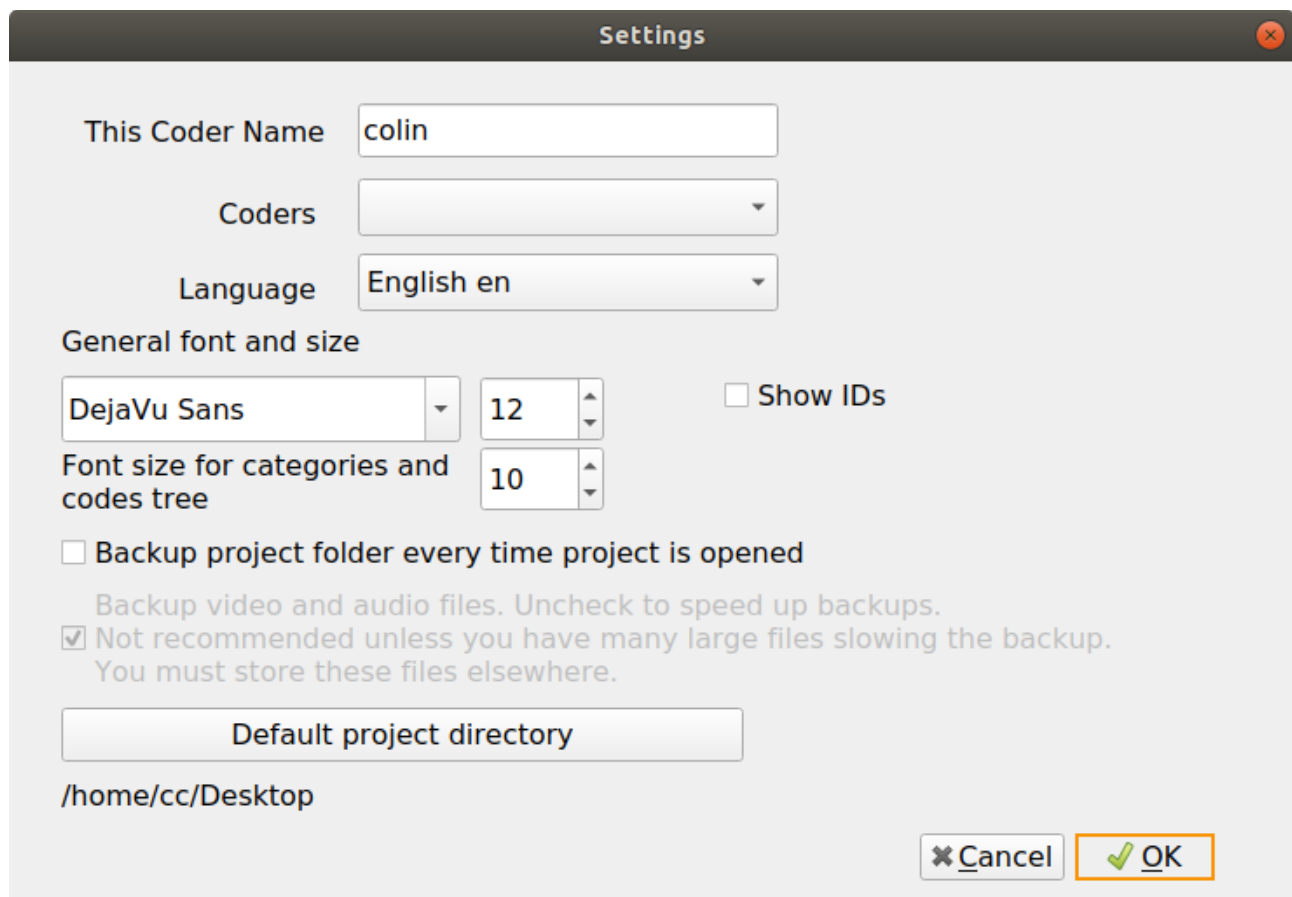 Settings
This Coder Name
colin
Coders
Language
English en
General font and size
DejaVu Sans
12
Show IDs
Font size for categories and
codes tree
10
Backup project folder every time project is opened
Backup video and audio files. Uncheck to speed up backups.
Not recommended unless you have many large files slowing the backup.
You must store these files elsewhere.
Default project directory
/home/cc/Desktop
Cancel
OK